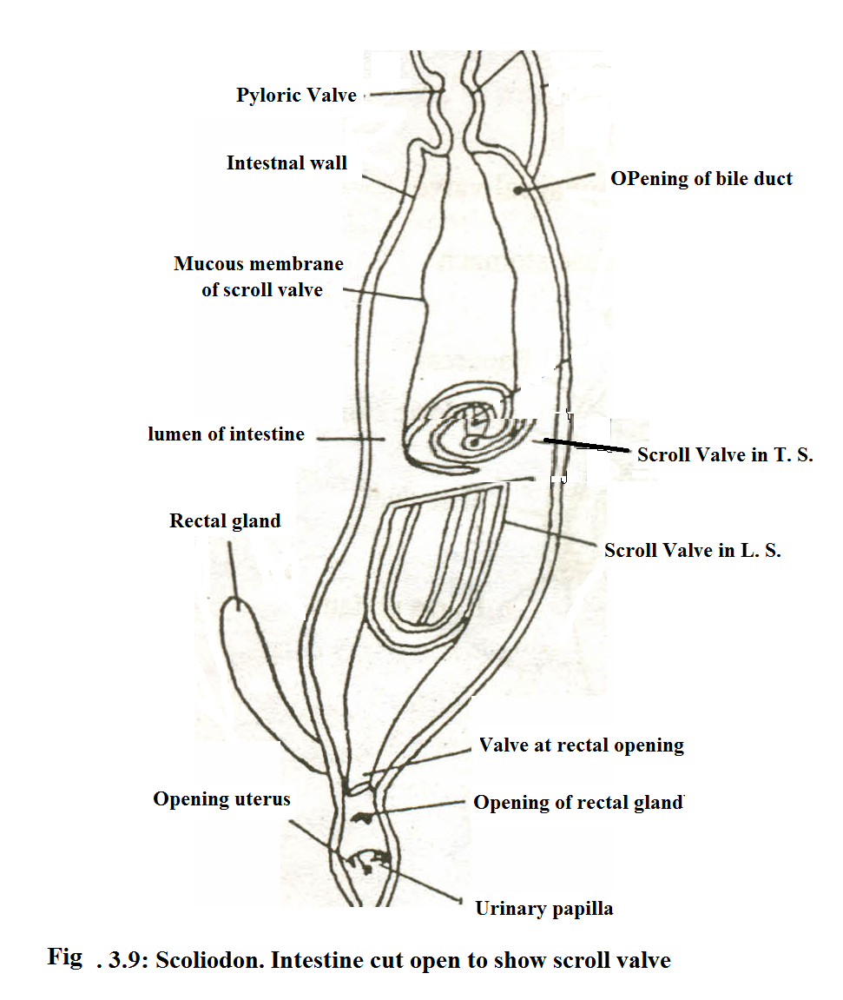 Pyloric Valve
Intestnal wall
OPening of bile duct
Mucous membrane
of scroll valve
lumen of intestine
Scroll Valve in T. S.
Rectal gland
Scroll Valve in L. S.
Valve at rectal opening
Opening uterus
Opening of rectal gland
Urinary papilla
Fig . 3.9: Scoliodon. Intestine cut open to show scroll valve